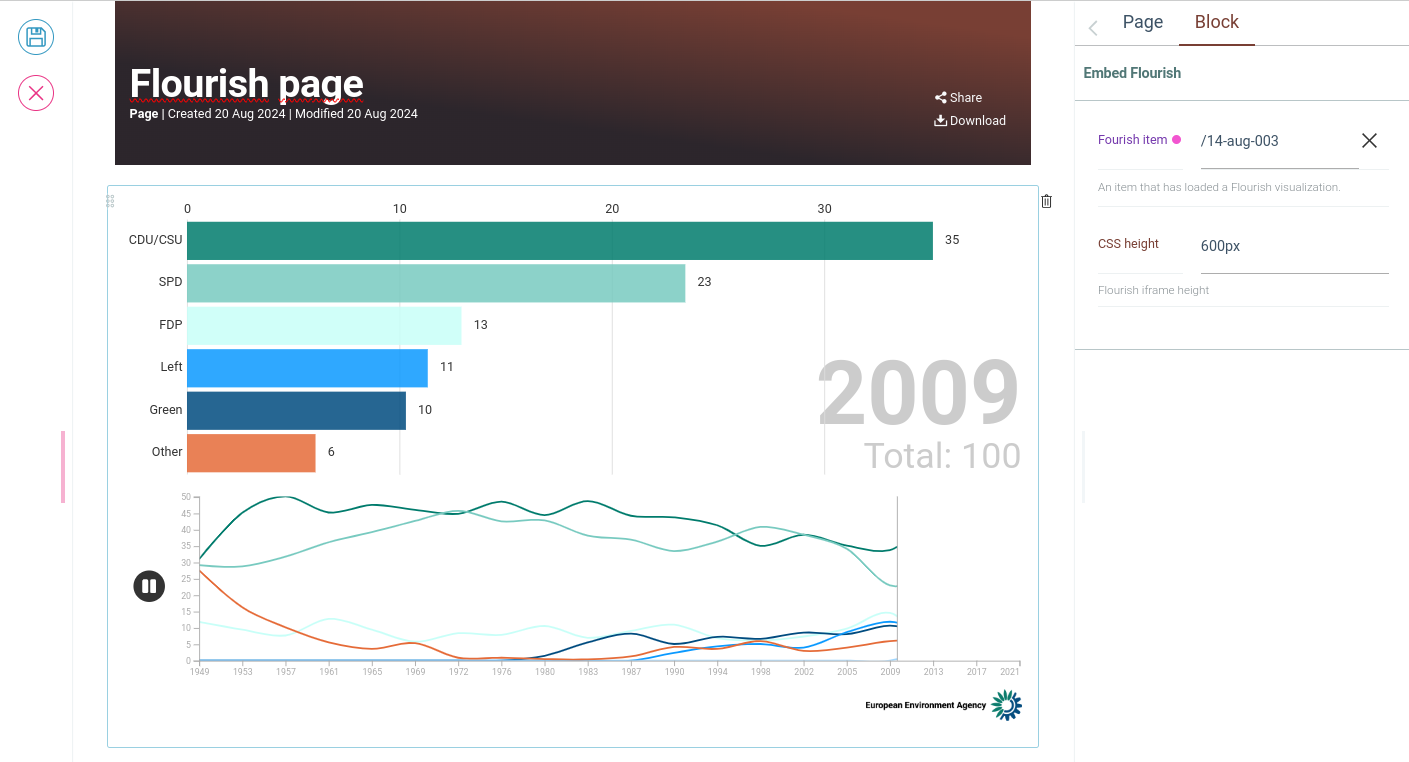 Page
Block
Embed Flourish
Flourish page
Page | Created 20 Aug 2024 | Modified 20 Aug 2024
Share
Download
Fourish item
/14-aug-003
An item that has loaded a Flourish visualization.
CSS height
600px
Flourish iframe height
0 10 20 30
CDU/CSU 35
SPD 23
FDP 13
Left 11
Green 10
Other 6
2009
Total: 100
50
45
40
35
30
25
20
15
10
5
0
1949 1953 1957 1961 1965 1969 1972 1976 1980 1983 1987 1990 1994 1998 2002 2005 2009 2013 2017 2021
European Environment Agency